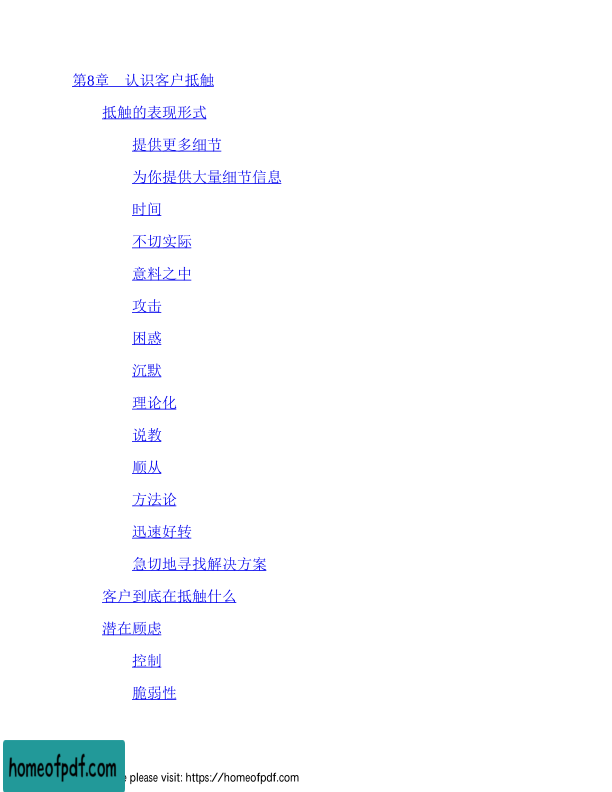 第8章　认识客户抵触
抵触的表现形式
提供更多细节
为你提供大量细节信息
时间
不切实际
意料之中
攻击
困惑
沉默
理论化
说教
顺从
方法论
迅速好转
急切地寻找解决方案
客户到底在抵触什么
潜在顾虑
控制
脆弱性
homeofpdf.com
please visit: https://homeofpdf.com